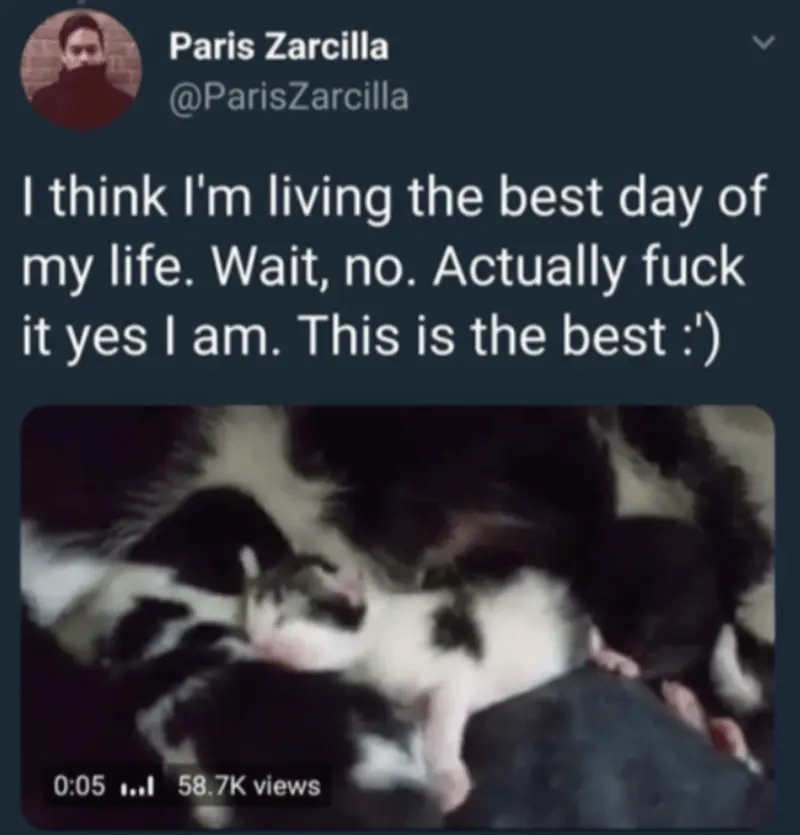 Paris Zarcilla
@ParisZarcilla
I think I'm living the best day of
my life. Wait, no. Actually fuck
it yes I am. This is the best :')
0:05 58.7K views